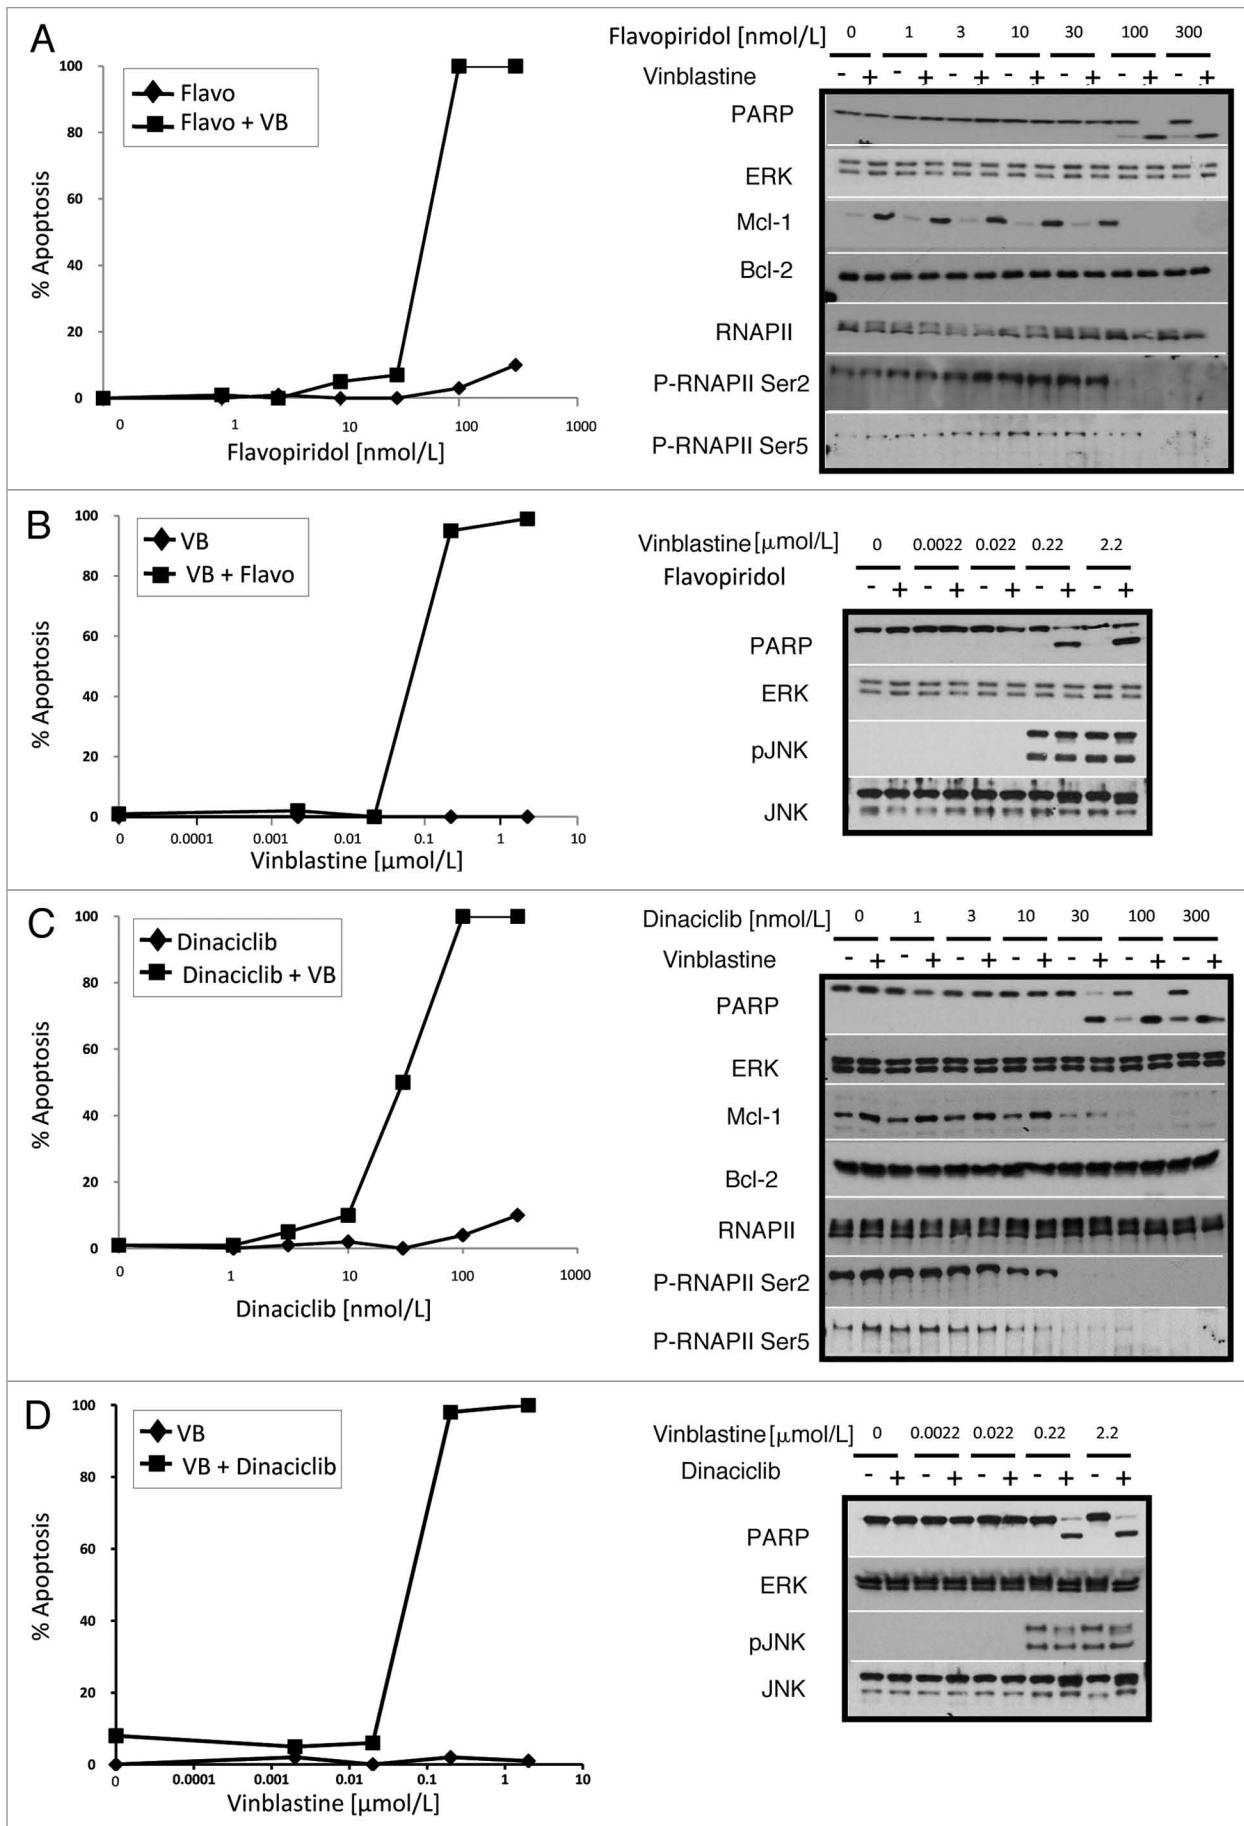 A
Flavo
Flavo + VB
% Apoptosis
100
80
60
40
20
0
0 1 10 100 1000
Flavopiridol [nmol/L]
Flavopiridol [nmol/L] 0 1 3 10 30 100 300
Vinblastine - + - + - + - + - + - + - +
PARP
ERK
Mcl-1
Bcl-2
RNAPII
P-RNAPII Ser2
P-RNAPII Ser5
B
VB
VB + Flavo
% Apoptosis
100
80
60
40
20
0
0 0.0001 0.001 0.01 0.1 1 10
Vinblastine [µmol/L]
Vinblastine [µmol/L] 0 0.0022 0.022 0.22 2.2
Flavopiridol - + - + - + - + - +
PARP
ERK
pJNK
JNK
C
Dinaciclib
Dinaciclib + VB
% Apoptosis
100
80
60
40
20
0
0 1 10 100 1000
Dinaciclib [nmol/L]
Dinaciclib [nmol/L] 0 1 3 10 30 100 300
Vinblastine - + - + - + - + - + - + - +
PARP
ERK
Mcl-1
Bcl-2
RNAPII
P-RNAPII Ser2
P-RNAPII Ser5
D
VB
VB + Dinaciclib
% Apoptosis
100
80
60
40
20
0
0 0.0001 0.001 0.01 0.1 1 10
Vinblastine [µmol/L]
Vinblastine [µmol/L] 0 0.0022 0.022 0.22 2.2
Dinaciclib - + - + - + - + - +
PARP
ERK
pJNK
JNK